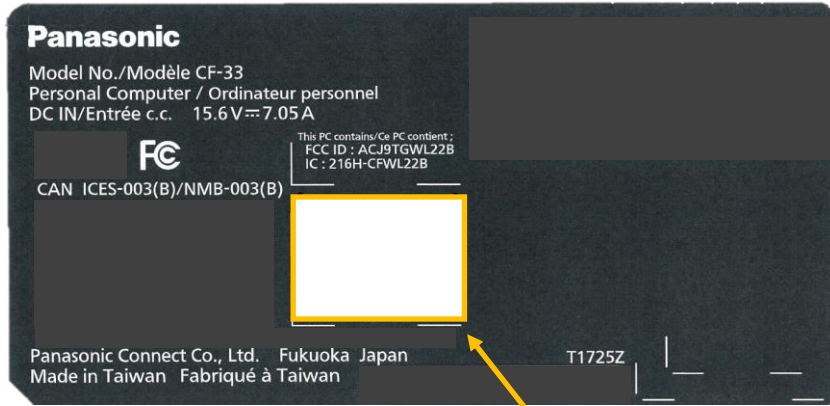 Panasonic
Model No./Modèle CF-33
Personal Computer / Ordinateur personnel
DC IN/Entrée c.c. 15.6V⎓7.05A
This PC contains/Ce PC contient ;
FCC ID : ACJ9TGWL22B
IC : 216H-CFWL22B
FC
CAN ICES-003(B)/NMB-003(B)
Panasonic Connect Co., Ltd. Fukuoka Japan
T1725Z
Made in Taiwan Fabriqué à Taiwan